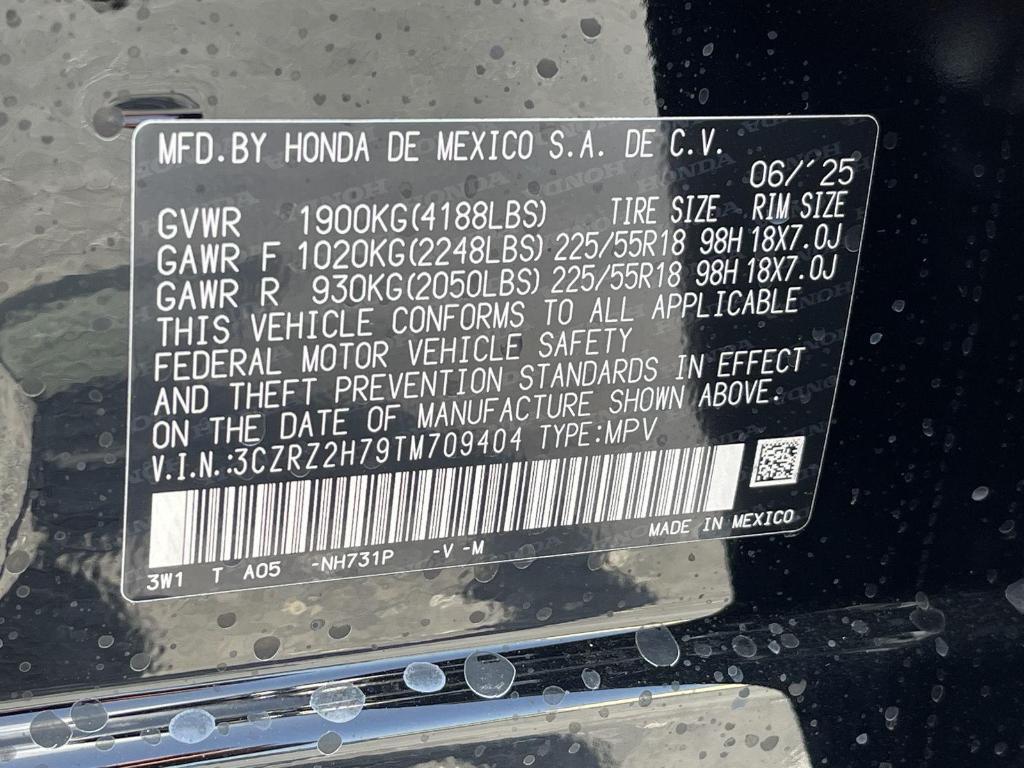 MFD.BY HONDA DE MEXICO S.A. DE C.V.
06/´25
GVWR 1900KG(4188LBS) TIRE SIZE RIM SIZE
GAWR F 1020KG(2248LBS) 225/55R18 98H 18X7.0J
GAWR R 930KG(2050LBS) 225/55R18 98H 18X7.0J
THIS VEHICLE CONFORMS TO ALL APPLICABLE
FEDERAL MOTOR VEHICLE SAFETY
AND THEFT PREVENTION STANDARDS IN EFFECT
ON THE DATE OF MANUFACTURE SHOWN ABOVE.
V.I.N.:3CZRZ2H79TM709404 TYPE:MPV
MADE IN MEXICO
3W1 T A05 -NH731P -V -M